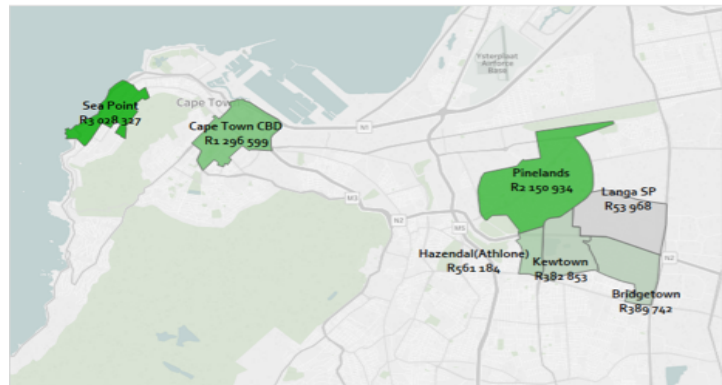 Ysterplaat
Airforce
Base
Sea Point
R3 028 327
Cape Town
Cape Town CBD
R1 296 599
N1
Pinelands
R2 150 934
Langa SP
R53 968
M3
N2
M5
Hazendal(Athlone)
R561 184
Kewtown
R382 853
N2
Bridgetown
R389 742